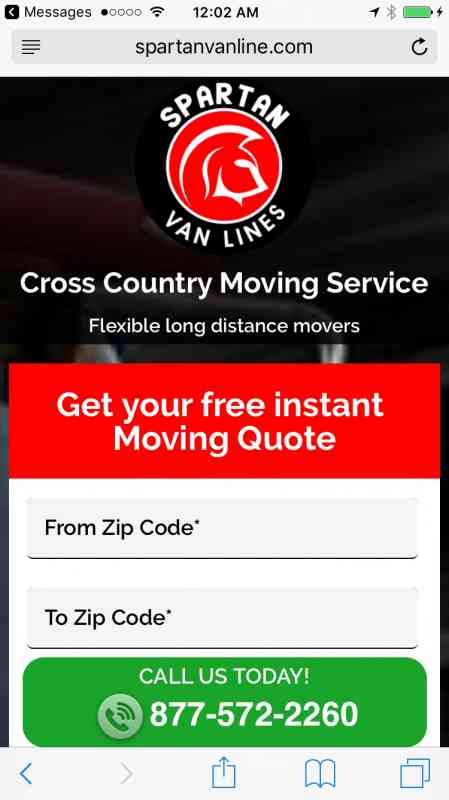 Messages 12:02 AM
spartanvanline.com
SPARTAN
VAN LINES
Cross Country Moving Service
Flexible long distance movers
Get your free instant
Moving Quote
From Zip Code*
To Zip Code*
CALL US TODAY!
877-572-2260